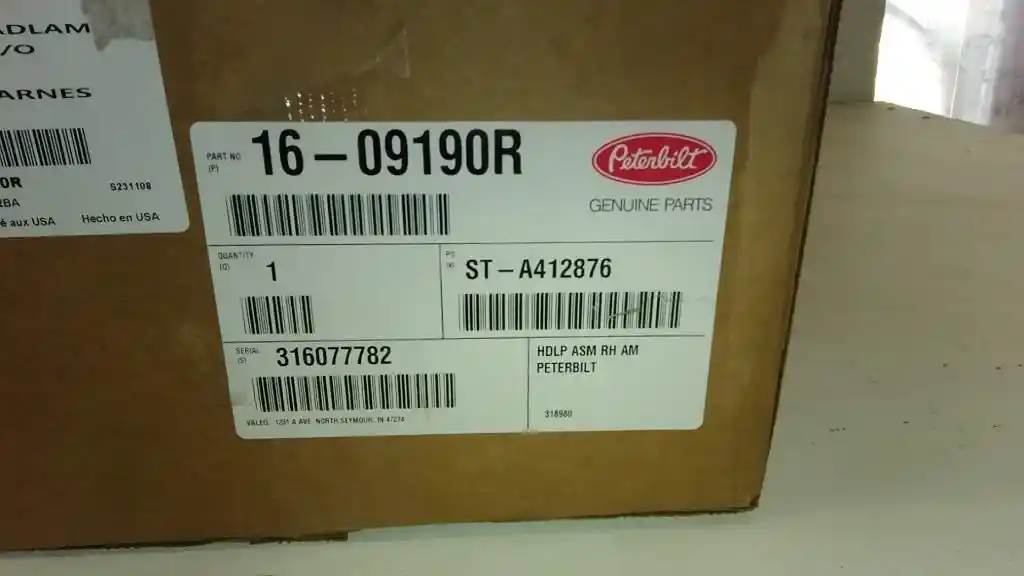 ADLAM
/O
ARNES
0R
S231108
2BA
é aux USA
Hecho en USA
PART NO
(P)
16-09190R
Peterbilt
GENUINE PARTS
QUANTITY
(Q)
1
PO
(K)
ST-A412876
SERIAL
(S)
316077782
HDLP ASM RH AM
PETERBILT
318980
VALEO, 1231 A AVE. NORTH, SEYMOUR, IN 47274